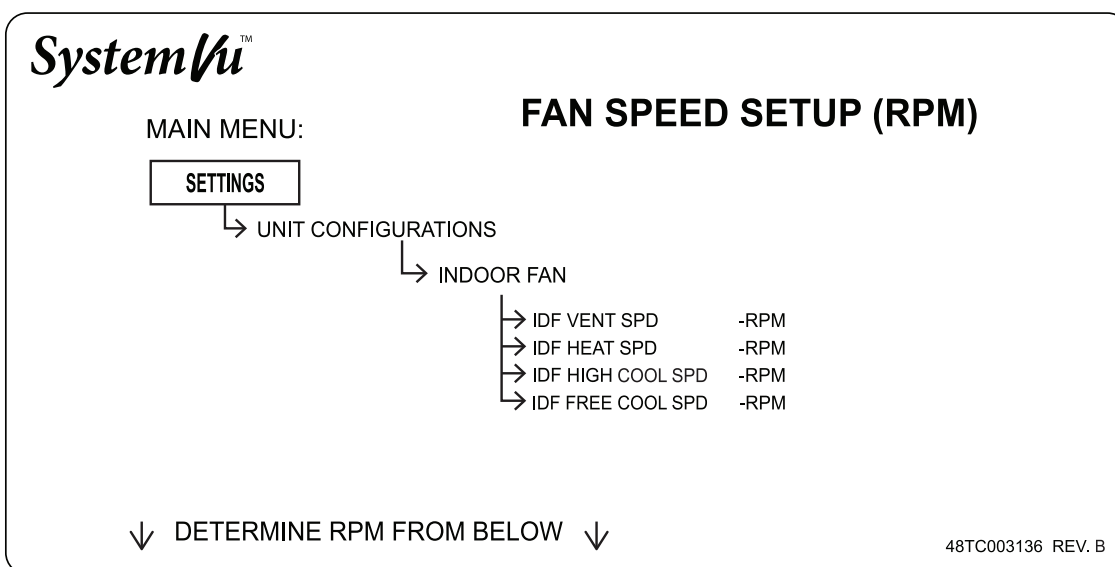 SystemVu™
FAN SPEED SETUP (RPM)
MAIN MENU:
SETTINGS
UNIT CONFIGURATIONS
INDOOR FAN
IDF VENT SPD -RPM
IDF HEAT SPD -RPM
IDF HIGH COOL SPD -RPM
IDF FREE COOL SPD -RPM
↓ DETERMINE RPM FROM BELOW ↓
48TC003136 REV. B